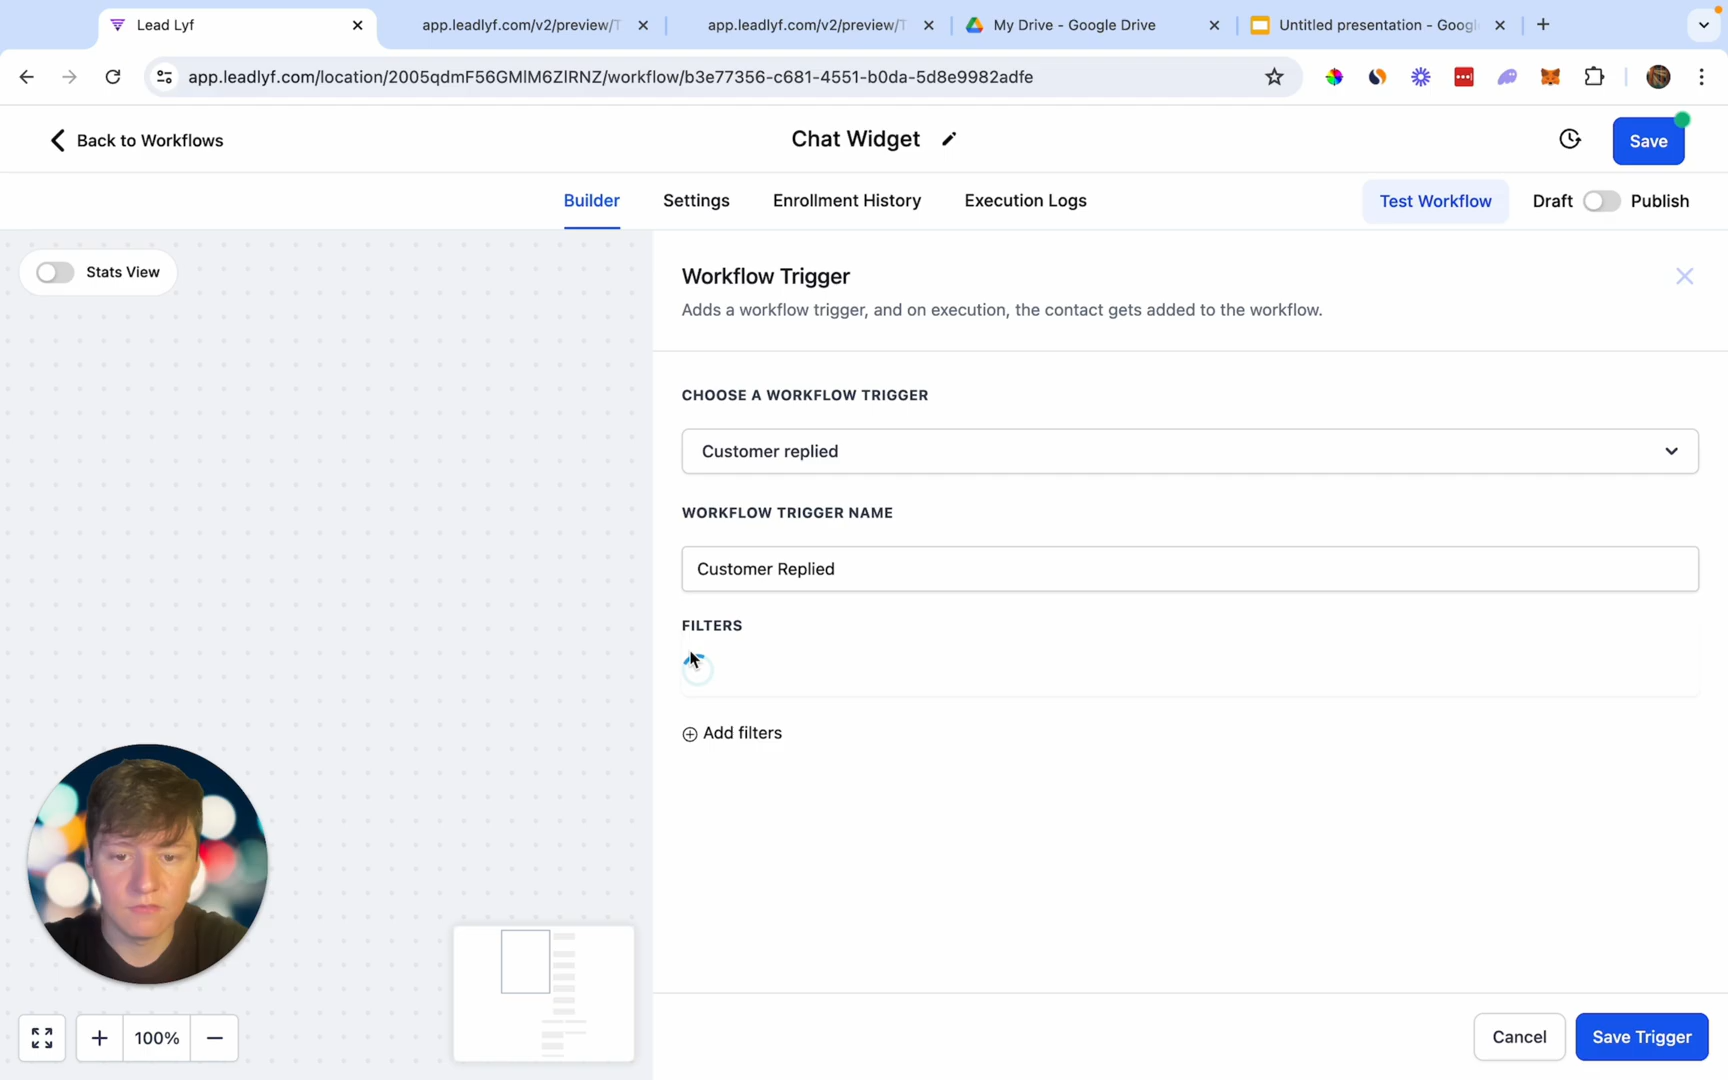 Lead Lyf
app.leadlyf.com/v2/preview/T
app.leadlyf.com/v2/preview/T
My Drive - Google Drive
Untitled presentation - Googl
app.leadlyf.com/location/2005qdmF56GMlM6ZlRNZ/workflow/b3e77356-c681-4551-b0da-5d8e9982adfe
Back to Workflows
Chat Widget
Save
Builder
Settings
Enrollment History
Execution Logs
Test Workflow
Draft
Publish
Stats View
Workflow Trigger
Adds a workflow trigger, and on execution, the contact gets added to the workflow.
CHOOSE A WORKFLOW TRIGGER
Customer replied
WORKFLOW TRIGGER NAME
Customer Replied
FILTERS
Add filters
100%
Cancel
Save Trigger